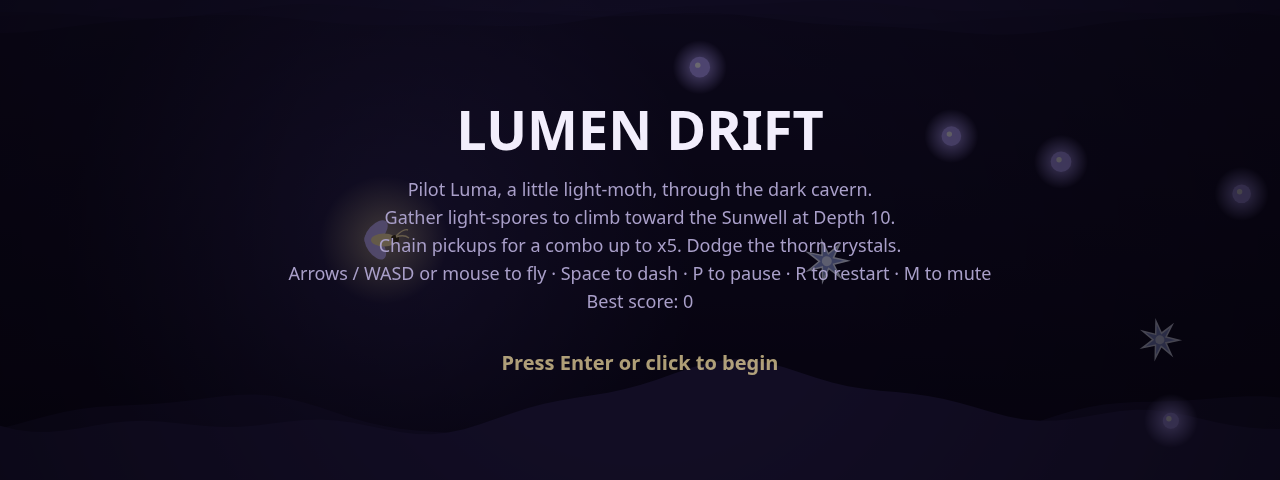 LUMEN DRIFT
Pilot Luma, a little light-moth, through the dark cavern.
Gather light-spores to climb toward the Sunwell at Depth 10.
Chain pickups for a combo up to x5. Dodge the thorn-crystals.
Arrows / WASD or mouse to fly · Space to dash · P to pause · R to restart · M to mute
Best score: 0
Press Enter or click to begin